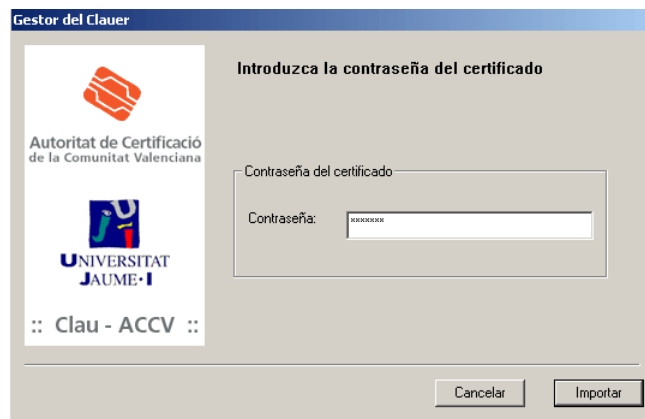 Gestor del Clauer
Introduzca la contraseña del certificado
Autoritat de Certificació
de la Comunitat Valenciana
Contraseña del certificado
Contraseña:
×××××××
UNIVERSITAT
JAUME·I
:: Clau - ACCV ::
Cancelar
Importar